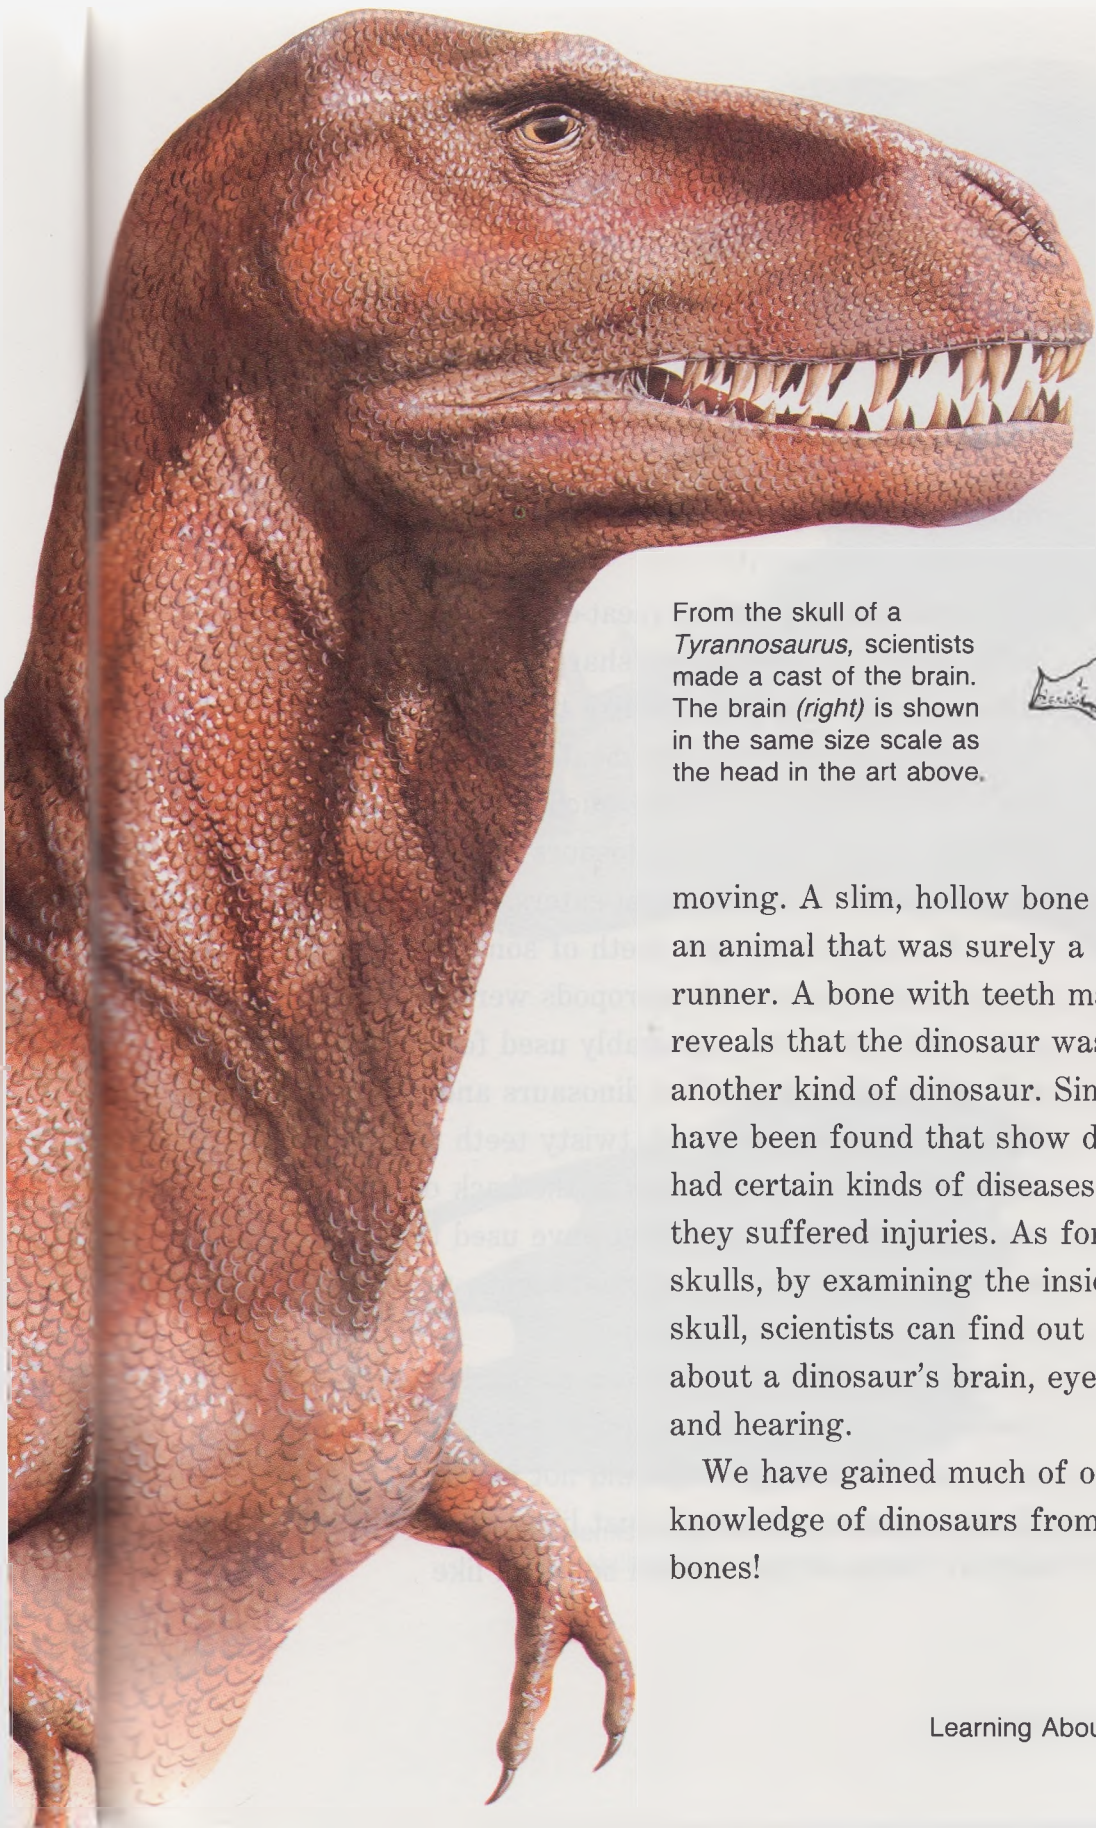 From the skull of a
Tyrannosaurus, scientists
made a cast of the brain.
The brain (right) is shown
in the same size scale as
the head in the art above.
moving. A slim, hollow bone
an animal that was surely a
runner. A bone with teeth ma
reveals that the dinosaur was
another kind of dinosaur. Sin
have been found that show d
had certain kinds of diseases
they suffered injuries. As for
skulls, by examining the insi
skull, scientists can find out
about a dinosaur's brain, eye
and hearing.
We have gained much of o
knowledge of dinosaurs from
bones!
Learning Abou